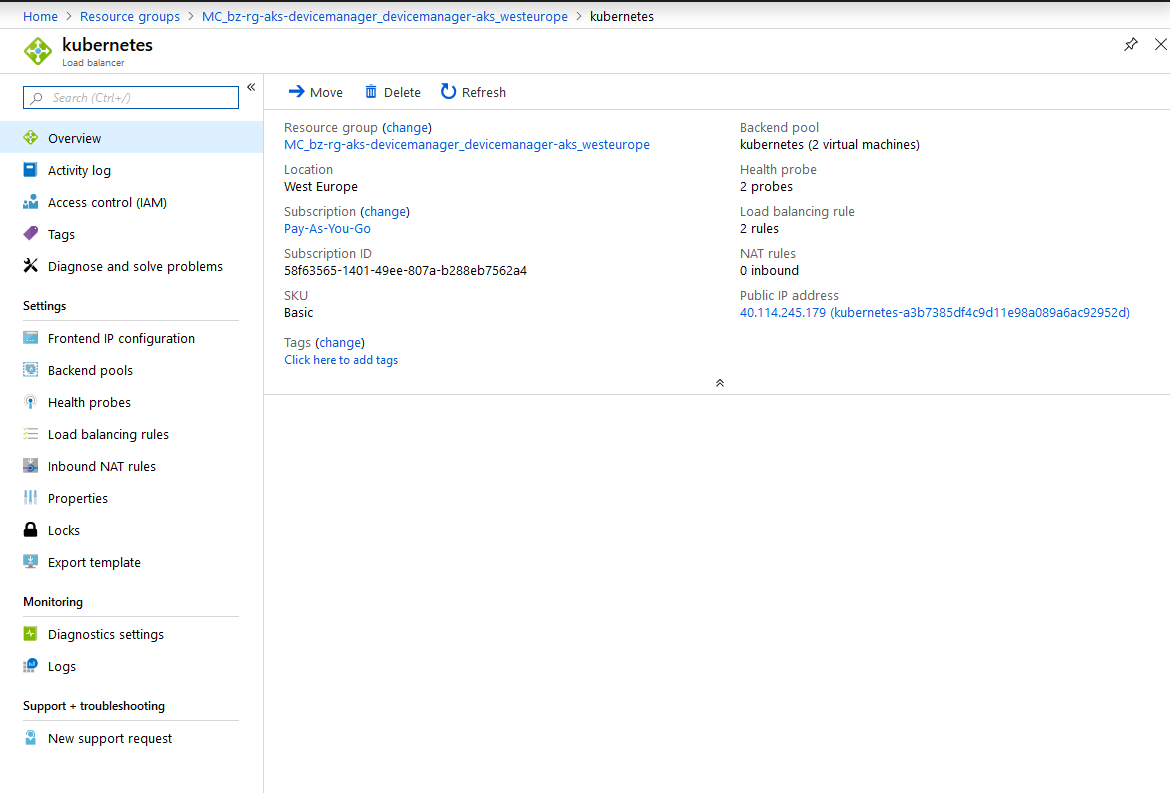 Home > Resource groups > MC_bz-rg-aks-devicemanager_devicemanager-aks_westeurope > kubernetes
kubernetes
Load balancer
Search (Ctrl+/)
«
Overview
Activity log
Access control (IAM)
Tags
Diagnose and solve problems
Settings
Frontend IP configuration
Backend pools
Health probes
Load balancing rules
Inbound NAT rules
Properties
Locks
Export template
Monitoring
Diagnostics settings
Logs
Support + troubleshooting
New support request
Move Delete Refresh
Resource group (change)
MC_bz-rg-aks-devicemanager_devicemanager-aks_westeurope
Location
West Europe
Subscription (change)
Pay-As-You-Go
Subscription ID
58f63565-1401-49ee-807a-b288eb7562a4
SKU
Basic
Tags (change)
Click here to add tags
Backend pool
kubernetes (2 virtual machines)
Health probe
2 probes
Load balancing rule
2 rules
NAT rules
0 inbound
Public IP address
40.114.245.179 (kubernetes-a3b7385df4c9d11e98a089a6ac92952d)